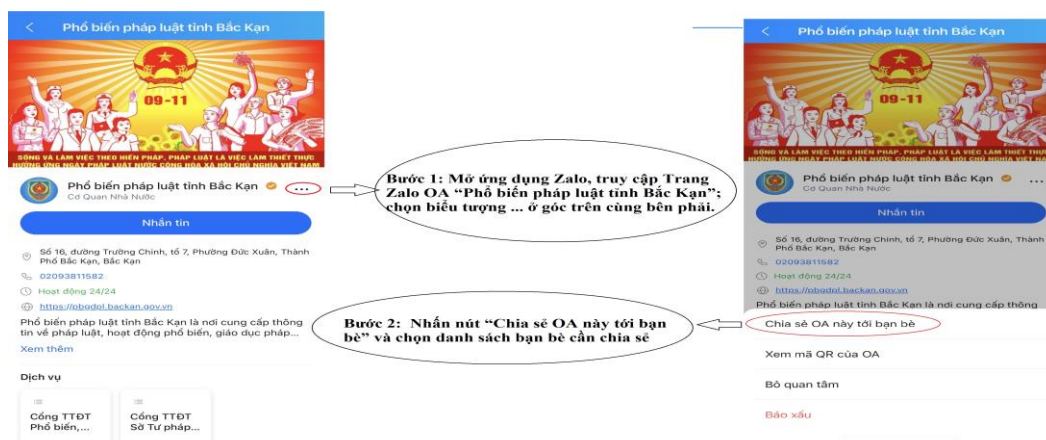 Phổ biến pháp luật tỉnh Bắc Kạn
09-11
SỐNG VÀ LÀM VIỆC THEO HIẾN PHÁP, PHÁP LUẬT LÀ VIỆC LÀM THIẾT THỰC
HƯỞNG ỨNG NGÀY PHÁP LUẬT NƯỚC CỘNG HÒA XÃ HỘI CHỦ NGHĨA VIỆT NAM
Phổ biến pháp luật tỉnh Bắc Kạn
Cơ Quan Nhà Nước
Nhắn tin
Số 16, đường Trường Chinh, tổ 7, Phường Đức Xuân, Thành
Phố Bắc Kạn, Bắc Kạn
02093811582
Hoạt động 24/24
https://pbgdpl.backan.gov.vn
Phổ biến pháp luật tỉnh Bắc Kạn là nơi cung cấp thông
tin về pháp luật, hoạt động phổ biến, giáo dục pháp...
Xem thêm
Dịch vụ
Cổng TTĐT
Phổ biến,...
Cổng TTĐT
Sở Tư pháp...
Bước 1: Mở ứng dụng Zalo, truy cập Trang
Zalo OA “Phổ biến pháp luật tỉnh Bắc Kạn”;
chọn biểu tượng ... ở góc trên cùng bên phải.
Bước 2: Nhấn nút “Chia sẻ OA này tới bạn
bè” và chọn danh sách bạn bè cần chia sẻ
Phổ biến pháp luật tỉnh Bắc Kạn
09-11
SỐNG VÀ LÀM VIỆC THEO HIẾN PHÁP, PHÁP LUẬT LÀ VIỆC LÀM THIẾT THỰC
HƯỞNG ỨNG NGÀY PHÁP LUẬT NƯỚC CỘNG HÒA XÃ HỘI CHỦ NGHĨA VIỆT NAM
Phổ biến pháp luật tỉnh Bắc Kạn
...
Cơ Quan Nhà Nước
Nhắn tin
Số 16, đường Trường Chinh, tổ 7, Phường Đức Xuân, Thành
Phố Bắc Kạn, Bắc Kạn
02093811582
Hoạt động 24/24
https://pbgdpl.backan.gov.vn
Phổ biến pháp luật tỉnh Bắc Kạn là nơi cung cấp thông
Chia sẻ OA này tới bạn bè
Xem mã QR của OA
Bỏ quan tâm
Báo xấu